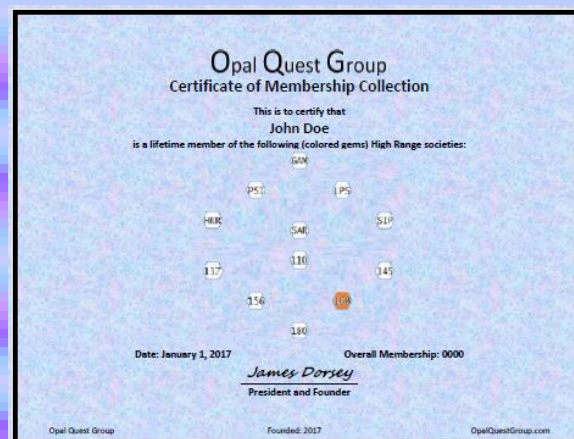 Opal Quest Group
Certificate of Membership Collection
This is to certify that
John Doe
is a lifetime member of the following (colored gems) High Range societies:
GAM
PSI LPS
HRR SIP
SAR
110
137 145
156
180
Date: January 1, 2017 Overall Membership: 0000
James Dorsey
President and Founder
Opal Quest Group Founded: 2017 OpalQuestGroup.com